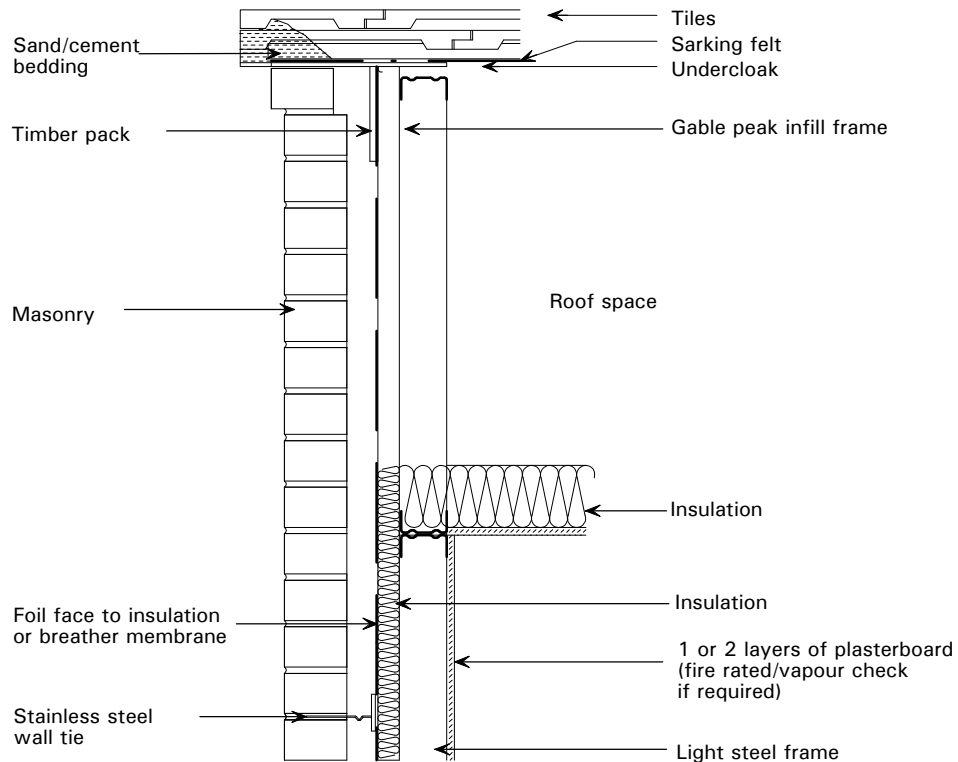 Tiles
Sand/cement
bedding
Sarking felt
Undercloak
Timber pack
Gable peak infill frame
Masonry
Roof space
Insulation
Foil face to insulation
or breather membrane
Insulation
1 or 2 layers of plasterboard
(fire rated/vapour check
if required)
Stainless steel
wall tie
Light steel frame